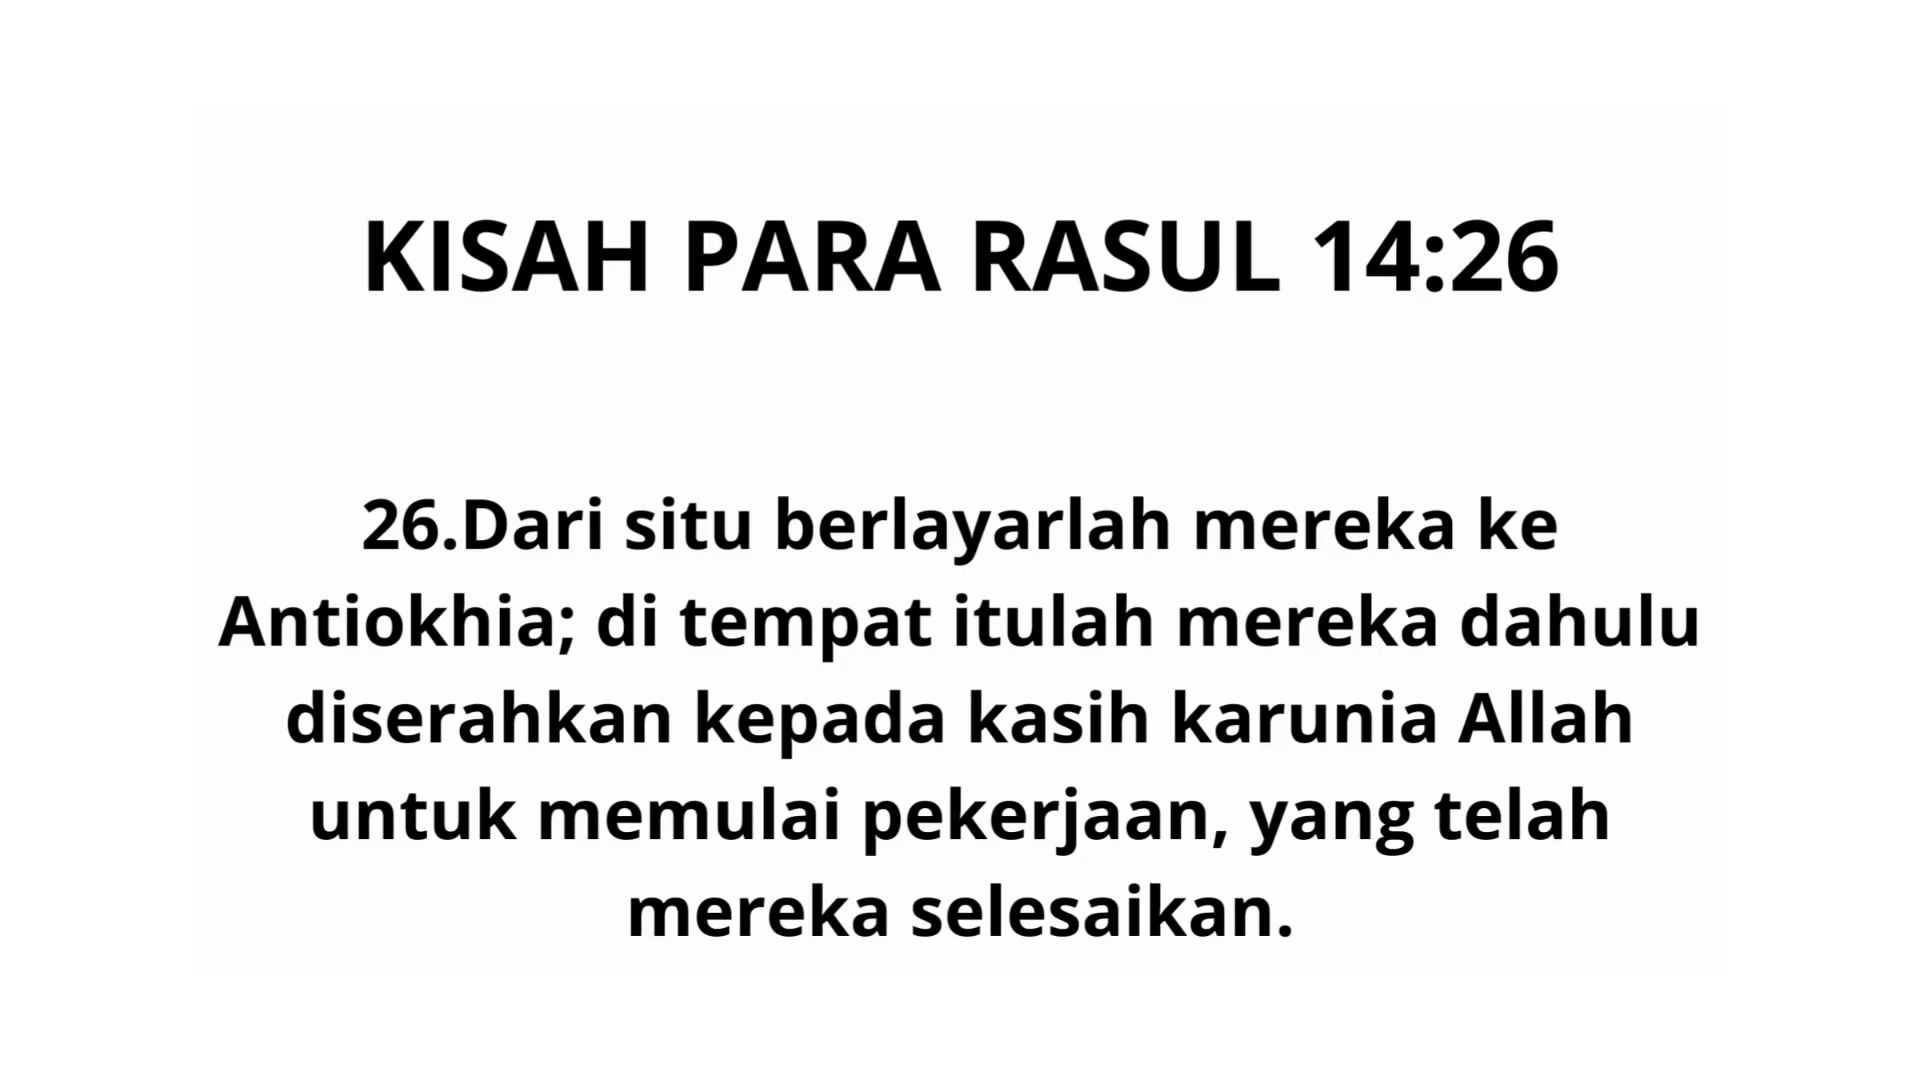 KISAH PARA RASUL 14:26
26.Dari situ berlayarlah mereka ke
Antiokhia; di tempat itulah mereka dahulu
diserahkan kepada kasih karunia Allah
untuk memulai pekerjaan, yang telah
mereka selesaikan.